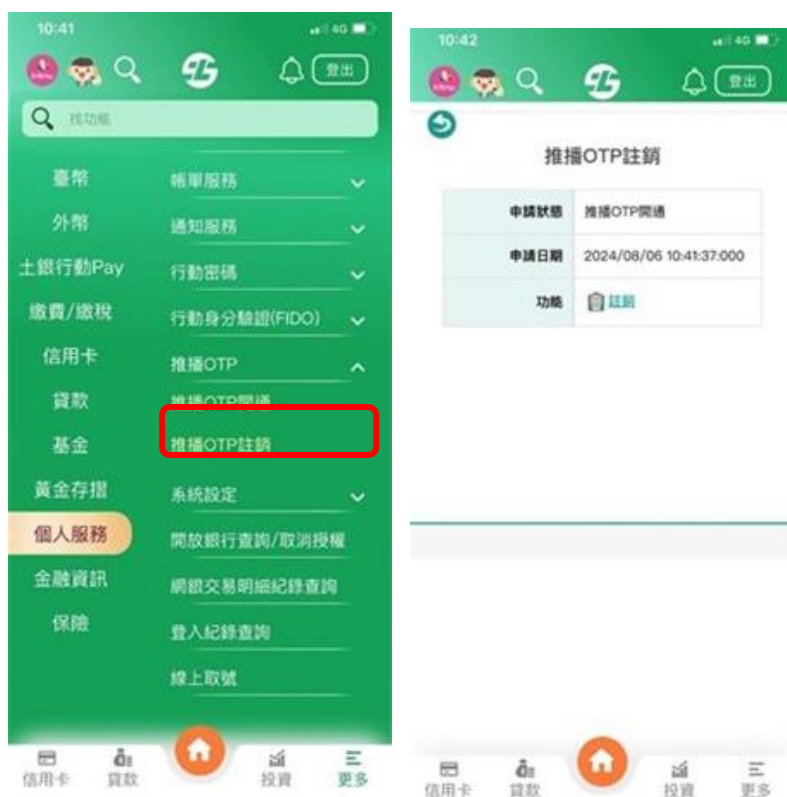 10:41
4G
登出
找功能
臺幣
外幣
土銀行動Pay
繳費/繳稅
信用卡
貸款
基金
黃金存摺
個人服務
金融資訊
保險
帳單服務
通知服務
行動密碼
行動身分驗證(FIDO)
推播OTP
推播OTP開通
推播OTP註銷
系統設定
開放銀行查詢/取消授權
網銀交易明細紀錄查詢
登入紀錄查詢
線上取號
信用卡
貸款
投資
更多
10:42
4G
登出
推播OTP註銷
申請狀態 推播OTP開通
申請日期 2024/08/06 10:41:37:000
功能 註銷
信用卡
貸款
投資
更多